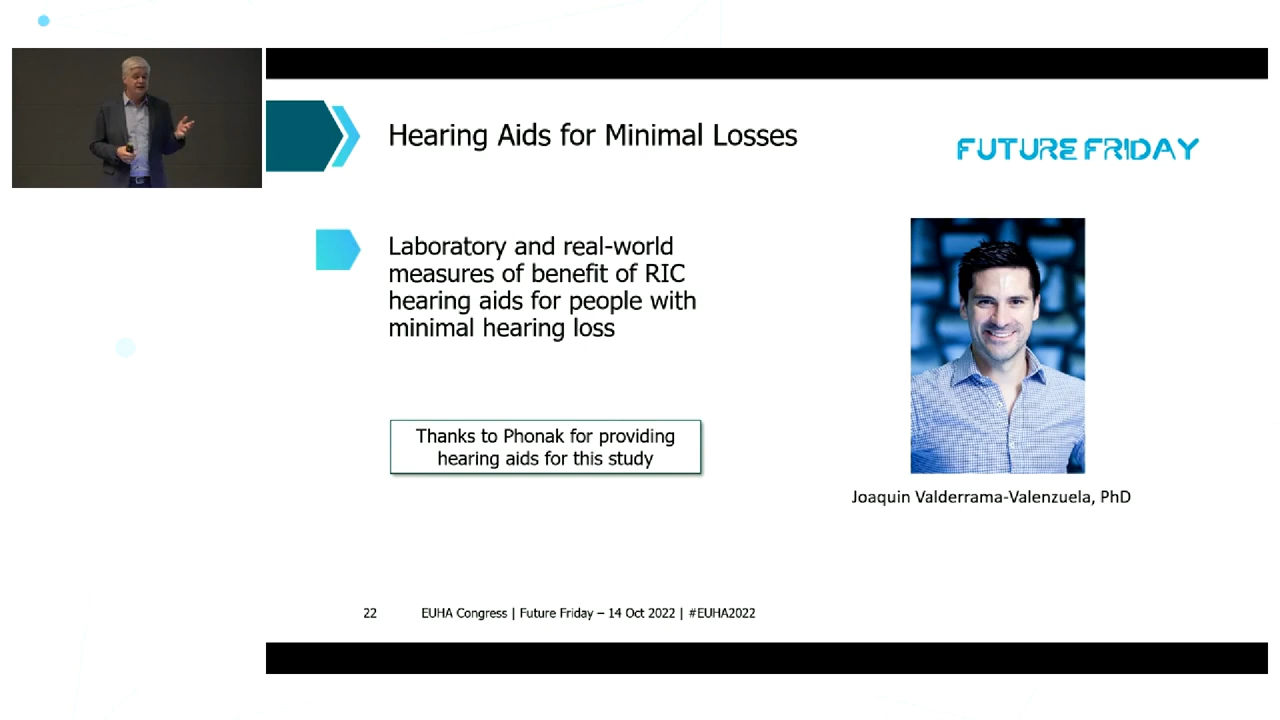 Hearing Aids for Minimal Losses
FUTURE FRIDAY
Laboratory and real-world
measures of benefit of RIC
hearing aids for people with
minimal hearing loss
Thanks to Phonak for providing
hearing aids for this study
Joaquin Valderrama-Valenzuela, PhD
22 EUHA Congress | Future Friday – 14 Oct 2022 | #EUHA2022